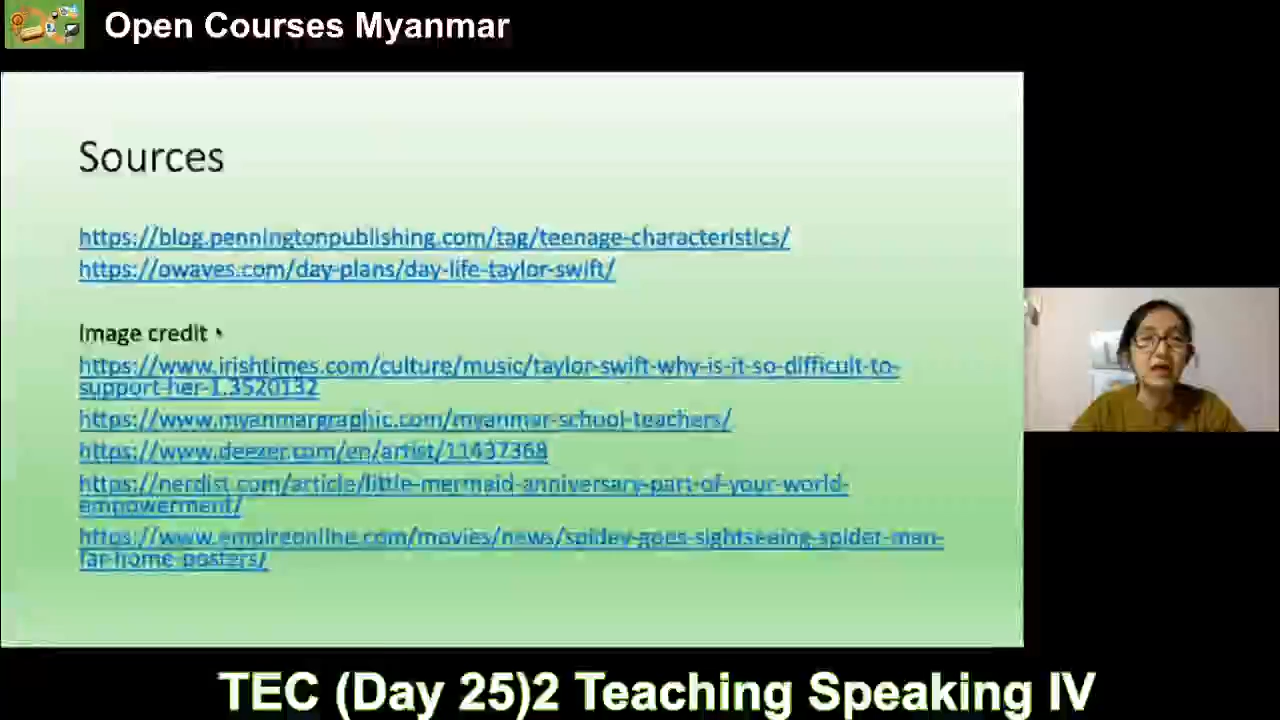 Open Courses Myanmar
Sources
https://blog.penningtonpublishing.com/tag/teenage-characteristics/
https://owaves.com/day-plans/day-life-taylor-swift/
Image credit •
https://www.irishtimes.com/culture/music/taylor-swift-why-is-it-so-difficult-to-
support-her-1.3520132
https://www.myanmargraphic.com/myanmar-school-teachers/
https://www.deezer.com/en/artist/11437368
https://nerdist.com/article/little-mermaid-anniversary-part-of-your-world-
empowerment/
https://www.empireonline.com/movies/news/spidey-goes-sightseeing-spider-man-
far-home-posters/
TEC (Day 25)2 Teaching Speaking IV